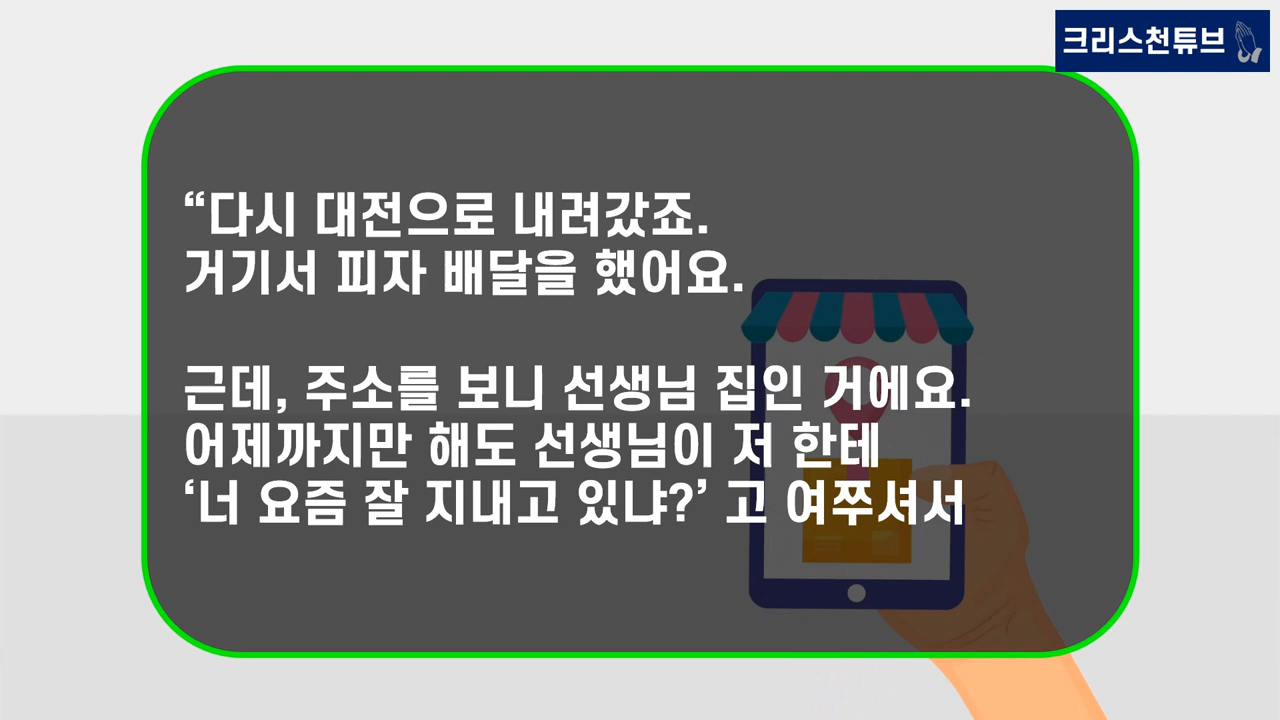 크리스천튜브
“다시 대전으로 내려갔죠.
거기서 피자 배달을 했어요.
근데, 주소를 보니 선생님 집인 거에요.
어제까지만 해도 선생님이 저 한테
‘너 요즘 잘 지내고 있냐?’ 고 여쭈셔서